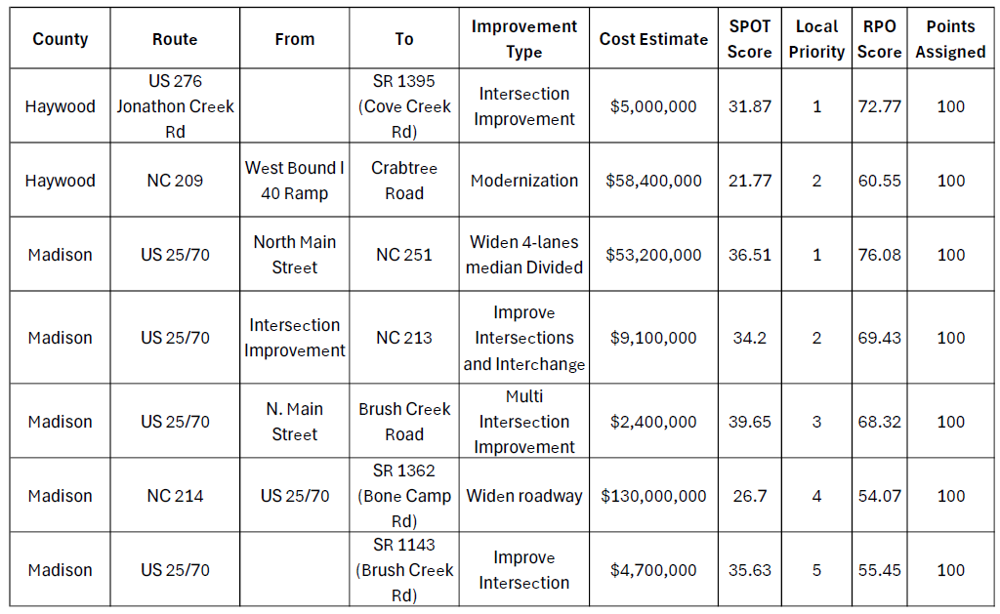 County Route From To Improvement Type Cost Estimate SPOT Score Local Priority RPO Score Points Assigned
Haywood US 276 Jonathon Creek Rd SR 1395 (Cove Creek Rd) Intersection Improvement $5,000,000 31.87 1 72.77 100
Haywood NC 209 West Bound I 40 Ramp Crabtree Road Modernization $58,400,000 21.77 2 60.55 100
Madison US 25/70 North Main Street NC 251 Widen 4-lanes median Divided $53,200,000 36.51 1 76.08 100
Madison US 25/70 Intersection Improvement NC 213 Improve Intersections and Interchange $9,100,000 34.2 2 69.43 100
Madison US 25/70 N. Main Street Brush Creek Road Multi Intersection Improvement $2,400,000 39.65 3 68.32 100
Madison NC 214 US 25/70 SR 1362 (Bone Camp Rd) Widen roadway $130,000,000 26.7 4 54.07 100
Madison US 25/70 SR 1143 (Brush Creek Rd) Improve Intersection $4,700,000 35.63 5 55.45 100